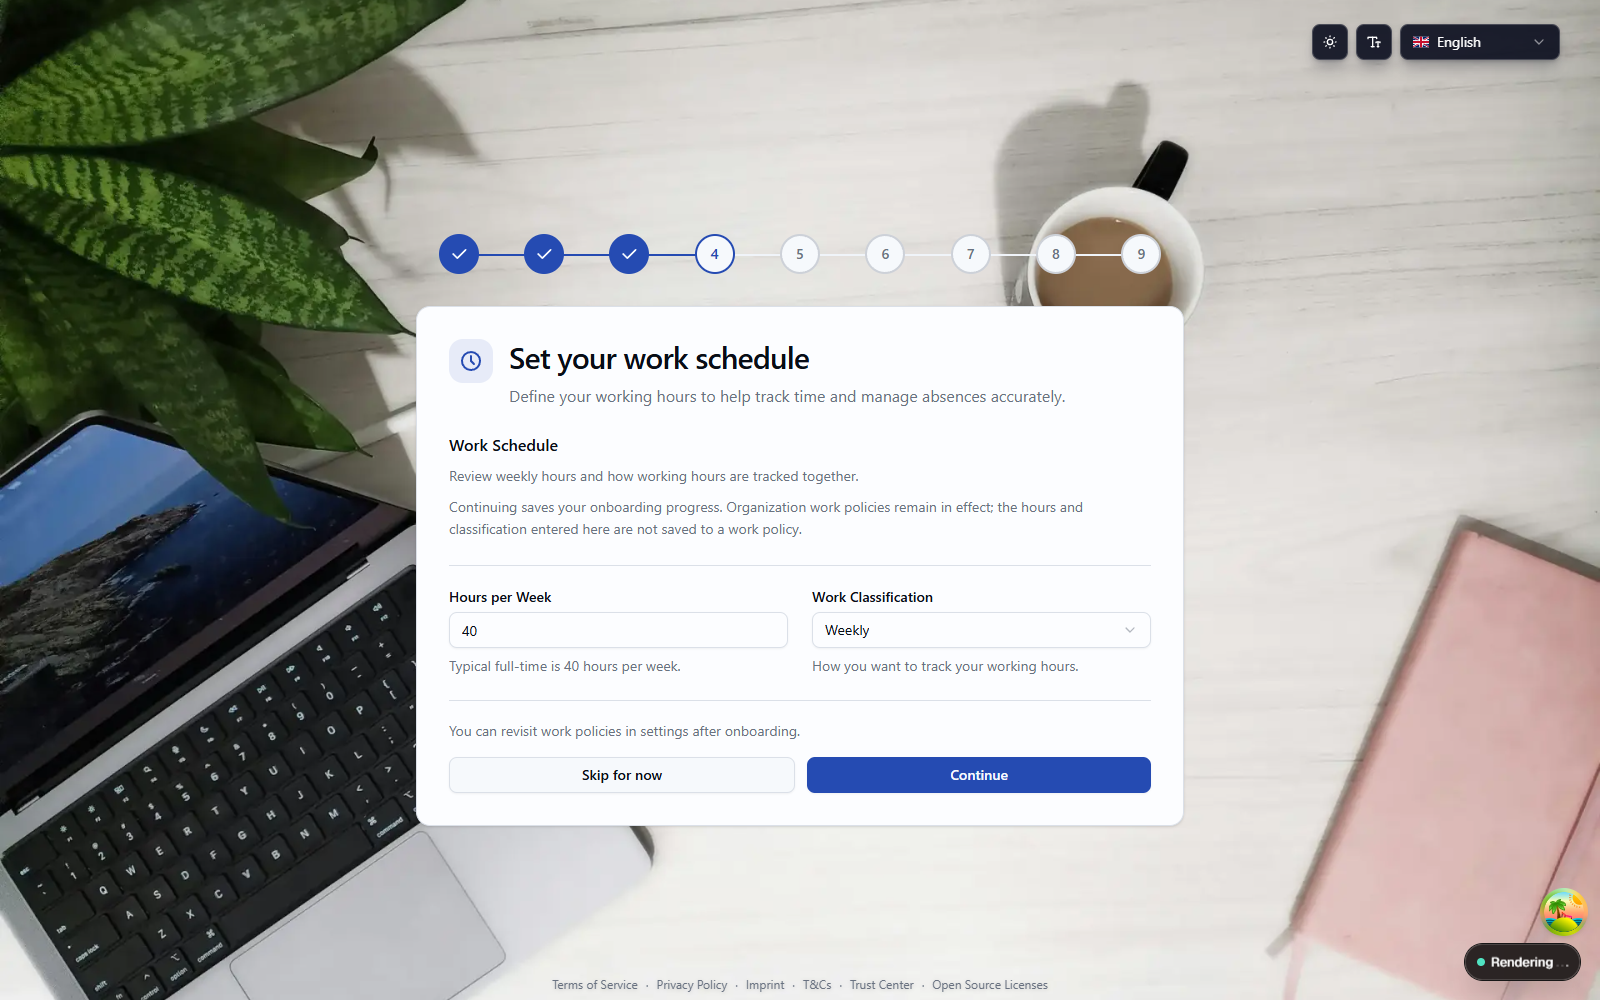 English
4
5
6
7
8
9
Set your work schedule
Define your working hours to help track time and manage absences accurately.
Work Schedule
Review weekly hours and how working hours are tracked together.
Continuing saves your onboarding progress. Organization work policies remain in effect; the hours and
classification entered here are not saved to a work policy.
Hours per Week
Work Classification
40
Weekly
Typical full-time is 40 hours per week.
How you want to track your working hours.
You can revisit work policies in settings after onboarding.
Skip for now
Continue
Rendering ...
Terms of Service · Privacy Policy · Imprint · T&Cs · Trust Center · Open Source Licenses